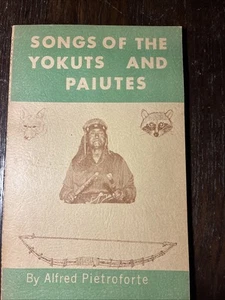 SONGS OF THE
YOKUTS AND
PAIUTES
By Alfred Pietroforte